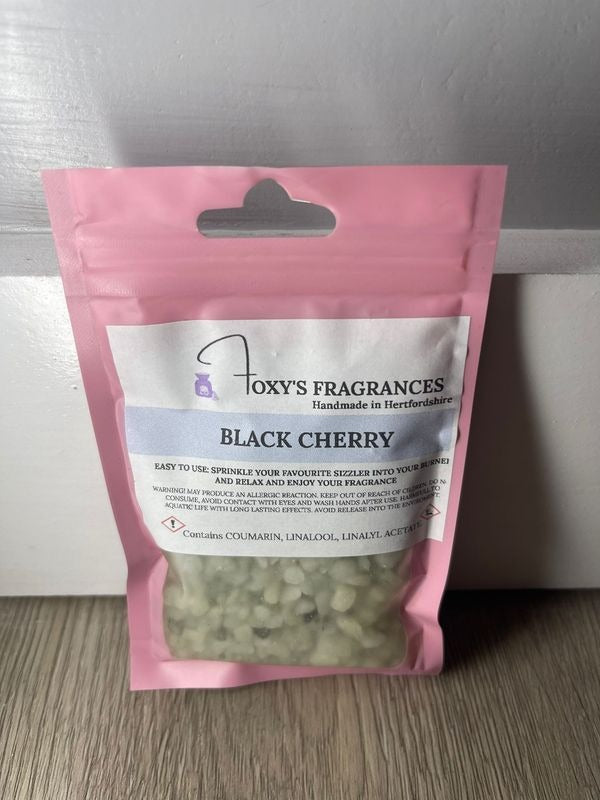 FOXY'S FRAGRANCES
Handmade in Hertfordshire
BLACK CHERRY
EASY TO USE: SPRINKLE YOUR FAVOURITE SIZZLER INTO YOUR BURNER
AND RELAX AND ENJOY YOUR FRAGRANCE
WARNING! MAY PRODUCE AN ALLERGIC REACTION. KEEP OUT OF REACH OF CILDREN. DO
CONSUME, AVOID CONTACT WITH EYES AND WASH HANDS AFTER USE. HARMFUL TO
AQUATIC LIFE WITH LONG LASTING EFFECTS. AVOID RELEASE INTO THE
Contains COUMARIN, LINALOOL, LINALYL ACETATE